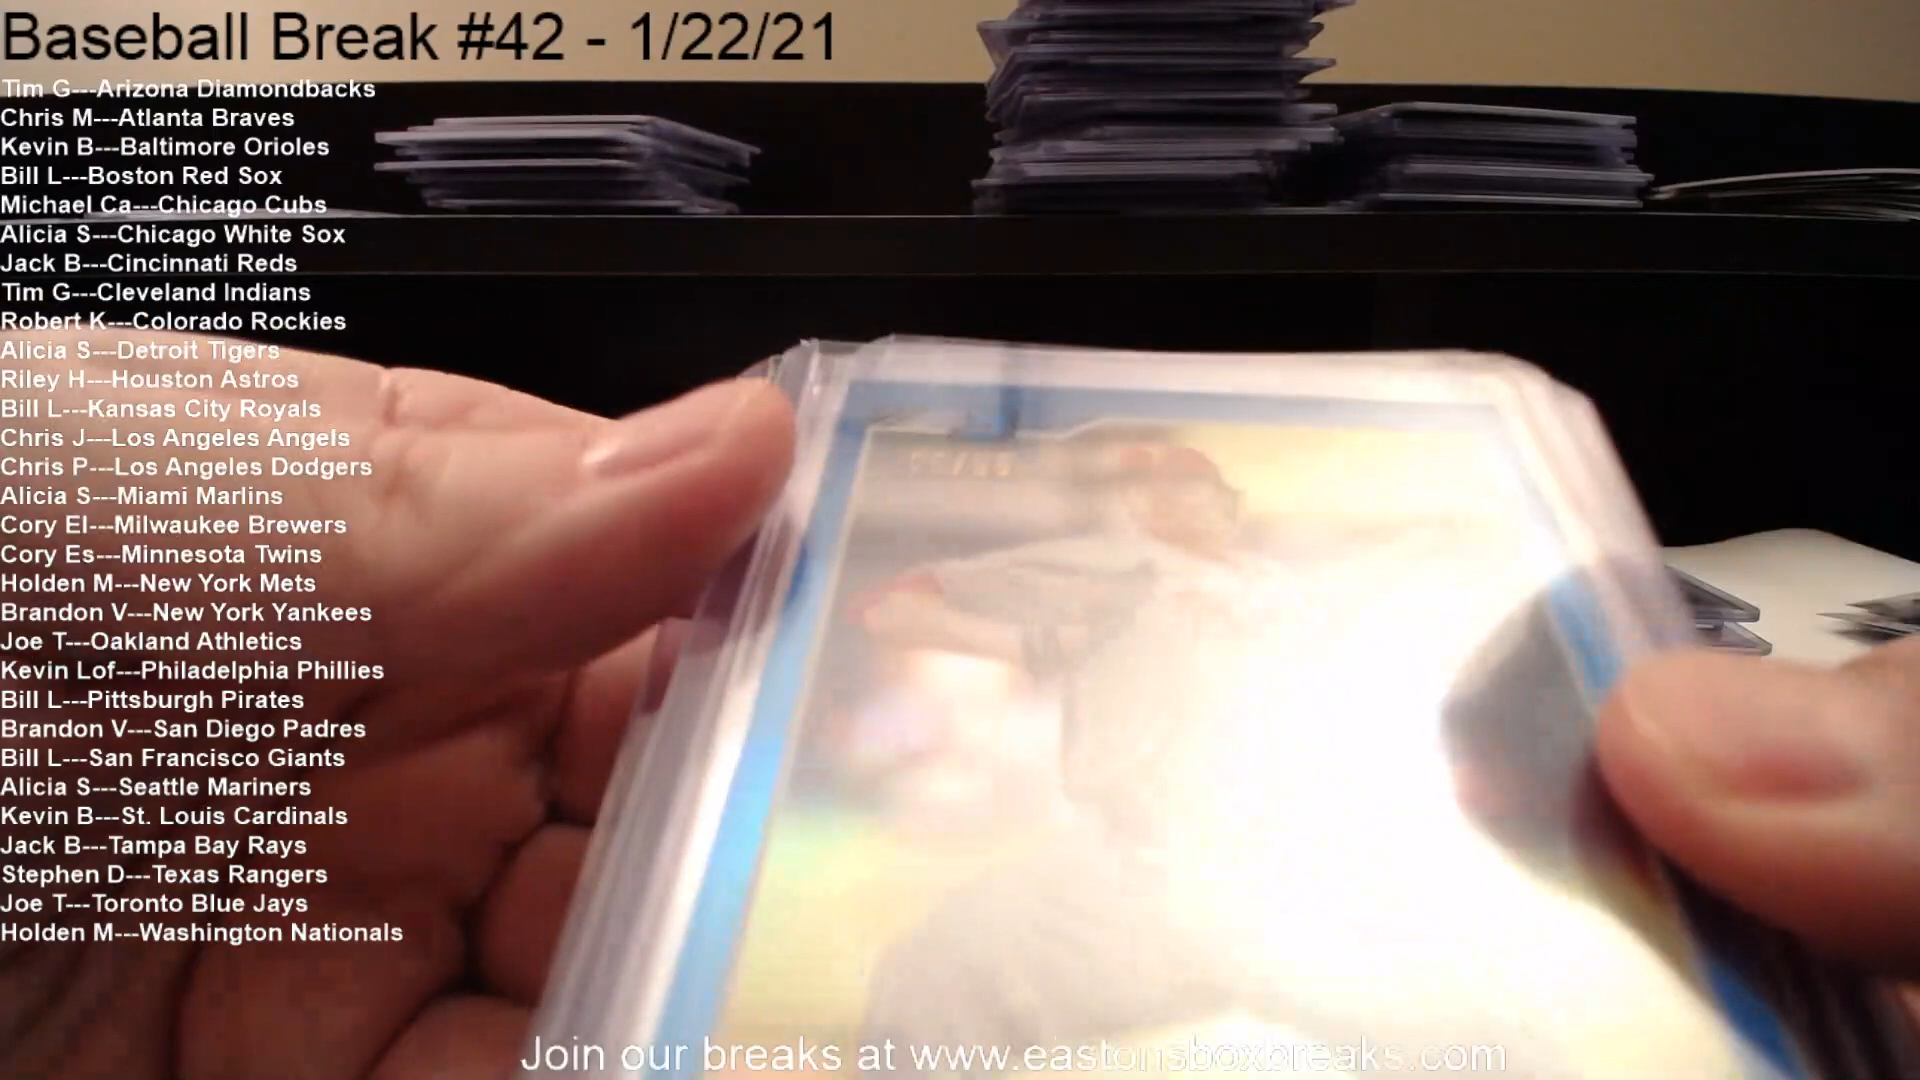 Baseball Break #42 - 1/22/21
Tim G---Arizona Diamondbacks
Chris M---Atlanta Braves
Kevin B---Baltimore Orioles
Bill L---Boston Red Sox
Michael Ca---Chicago Cubs
Alicia S---Chicago White Sox
Jack B---Cincinnati Reds
Tim G---Cleveland Indians
Robert K---Colorado Rockies
Alicia S---Detroit Tigers
Riley H---Houston Astros
Bill L---Kansas City Royals
Chris J---Los Angeles Angels
Chris P---Los Angeles Dodgers
Alicia S---Miami Marlins
Cory El---Milwaukee Brewers
Cory Es---Minnesota Twins
Holden M---New York Mets
Brandon V---New York Yankees
Joe T---Oakland Athletics
Kevin Lof---Philadelphia Phillies
Bill L---Pittsburgh Pirates
Brandon V---San Diego Padres
Bill L---San Francisco Giants
Alicia S---Seattle Mariners
Kevin B---St. Louis Cardinals
Jack B---Tampa Bay Rays
Stephen D---Texas Rangers
Joe T---Toronto Blue Jays
Holden M---Washington Nationals
Join our breaks at www.eastonsboxbreaks.com